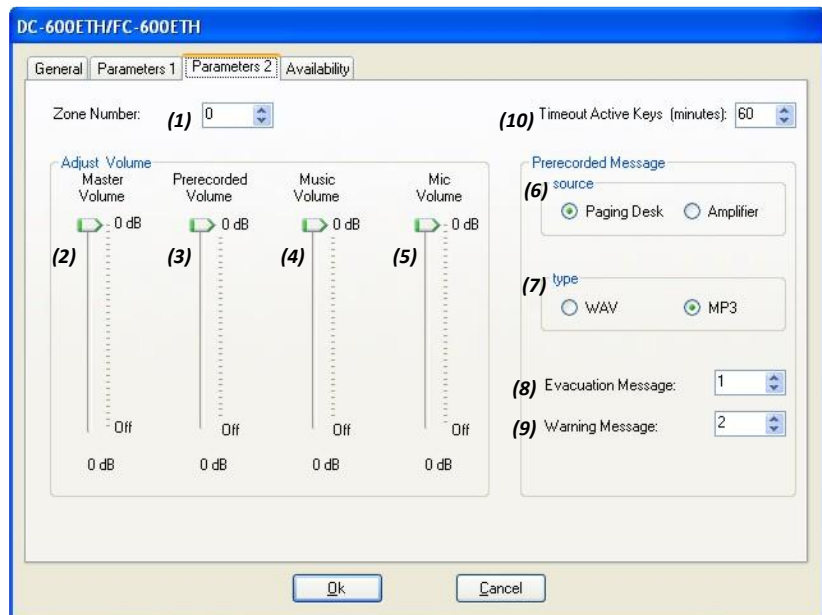 DC-600ETH/FC-600ETH
General Parameters 1 Parameters 2 Availability
Zone Number: (1) 0
(10) Timeout Active Keys (minutes): 60
Adjust Volume
Master Volume
Prerecorded Volume
Music Volume
Mic Volume
(2) 0 dB
(3) 0 dB
(4) 0 dB
(5) 0 dB
Off
Off
Off
Off
0 dB
0 dB
0 dB
0 dB
Prerecorded Message
(6) source
Paging Desk Amplifier
(7) type
WAV MP3
(8) Evacuation Message: 1
(9) Warning Message: 2
Ok
Cancel